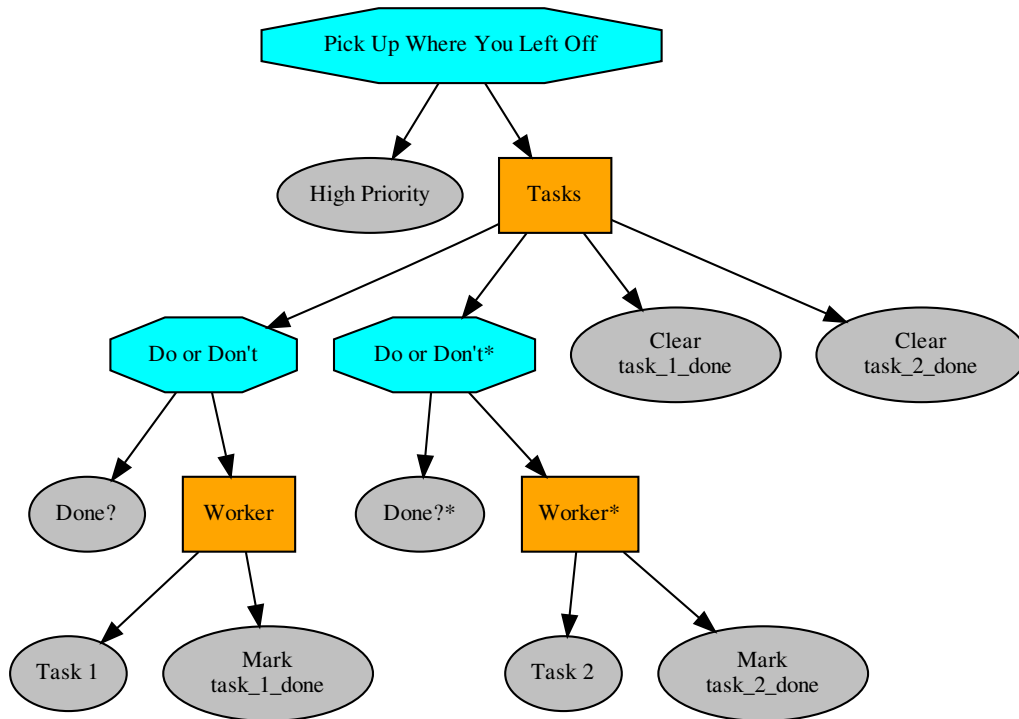 Pick Up Where You Left Off
High Priority
Tasks
Do or Don't
Do or Don't*
Clear
task_1_done
Clear
task_2_done
Done?
Worker
Done?*
Worker*
Task 1
Mark
task_1_done
Task 2
Mark
task_2_done